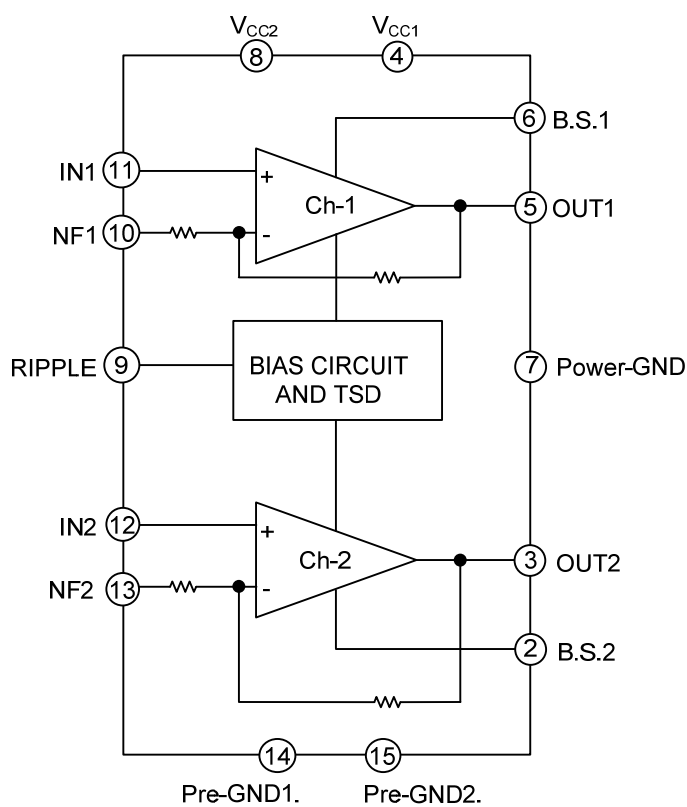 VCC2
VCC1
8
4
6
B.S.1
IN1
11
+
Ch-1
5
OUT1
NF1
10
-
RIPPLE
9
BIAS CIRCUIT
AND TSD
7
Power-GND
IN2
12
+
Ch-2
3
OUT2
NF2
13
-
2
B.S.2
14
15
Pre-GND1.
Pre-GND2.